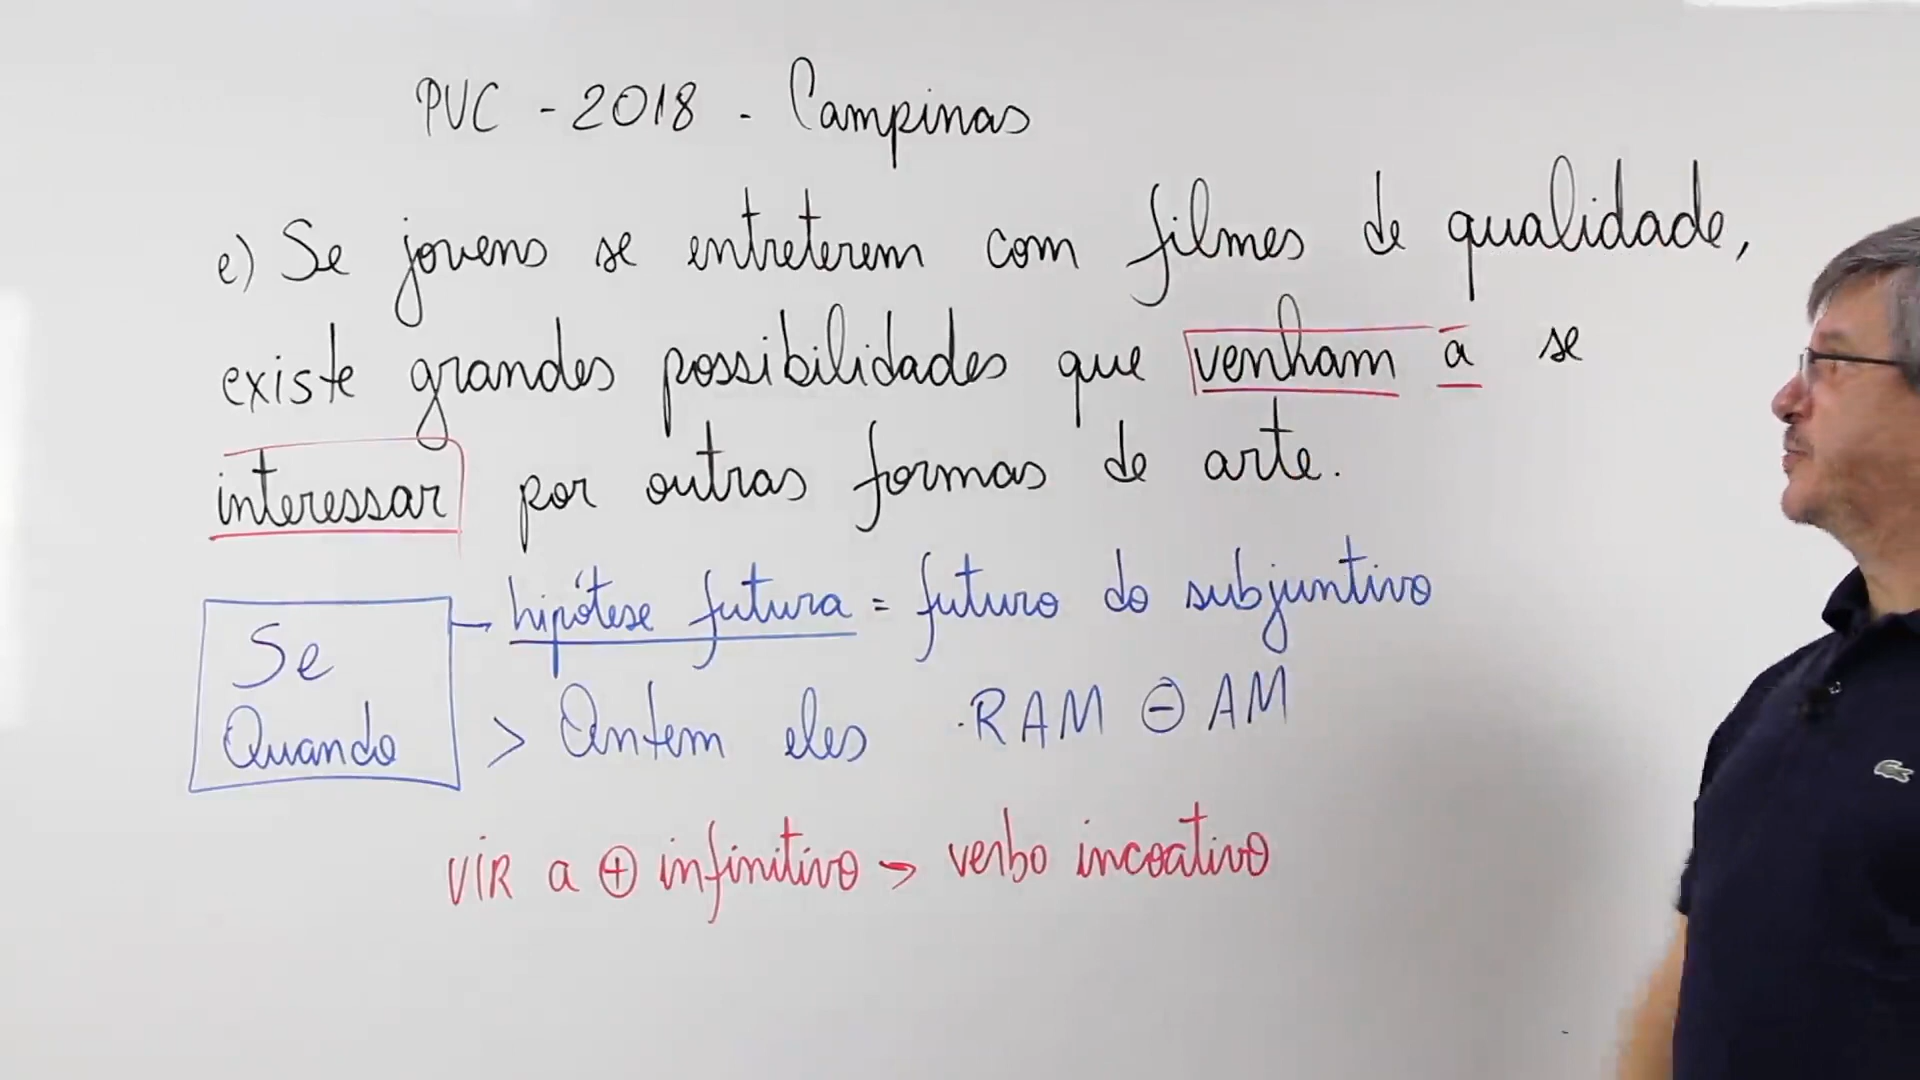 PUC - 2018 - Campinas
e) Se jovens se entreterem com filmes de qualidade,
existe grandes possibilidades que venham a se
interessar por outras formas de arte.
Se → hipótese futura = futuro do subjuntivo
Quando > Ontem eles RAM ⊖ AM
VIR a ⊕ infinitivo → verbo incoativo